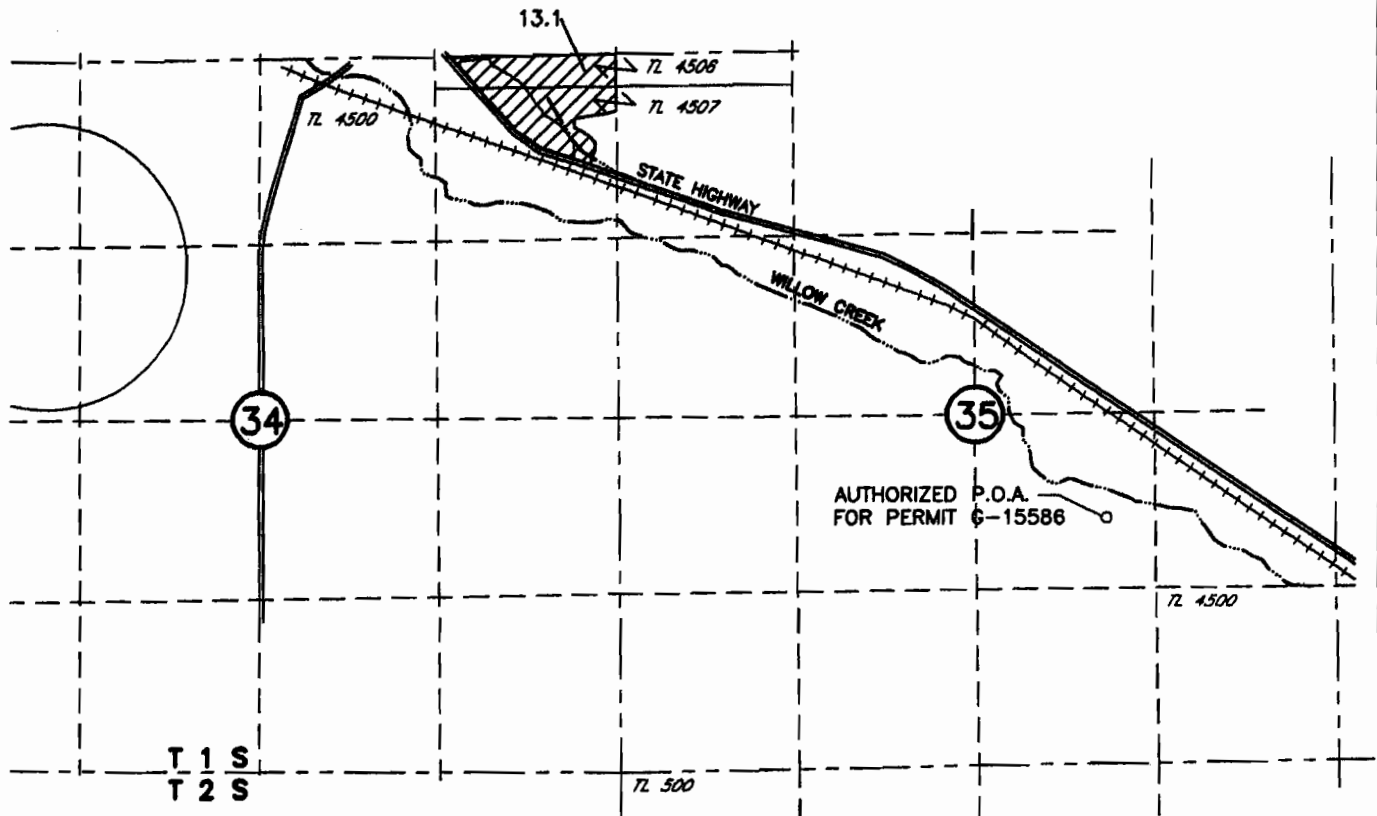 13.1
TL 4506
TL 4507
TL 4500
STATE HIGHWAY
WILLOW CREEK
34
35
AUTHORIZED P.O.A.
FOR PERMIT G-15586
TL 4500
T 1 S
T 2 S
TL 500